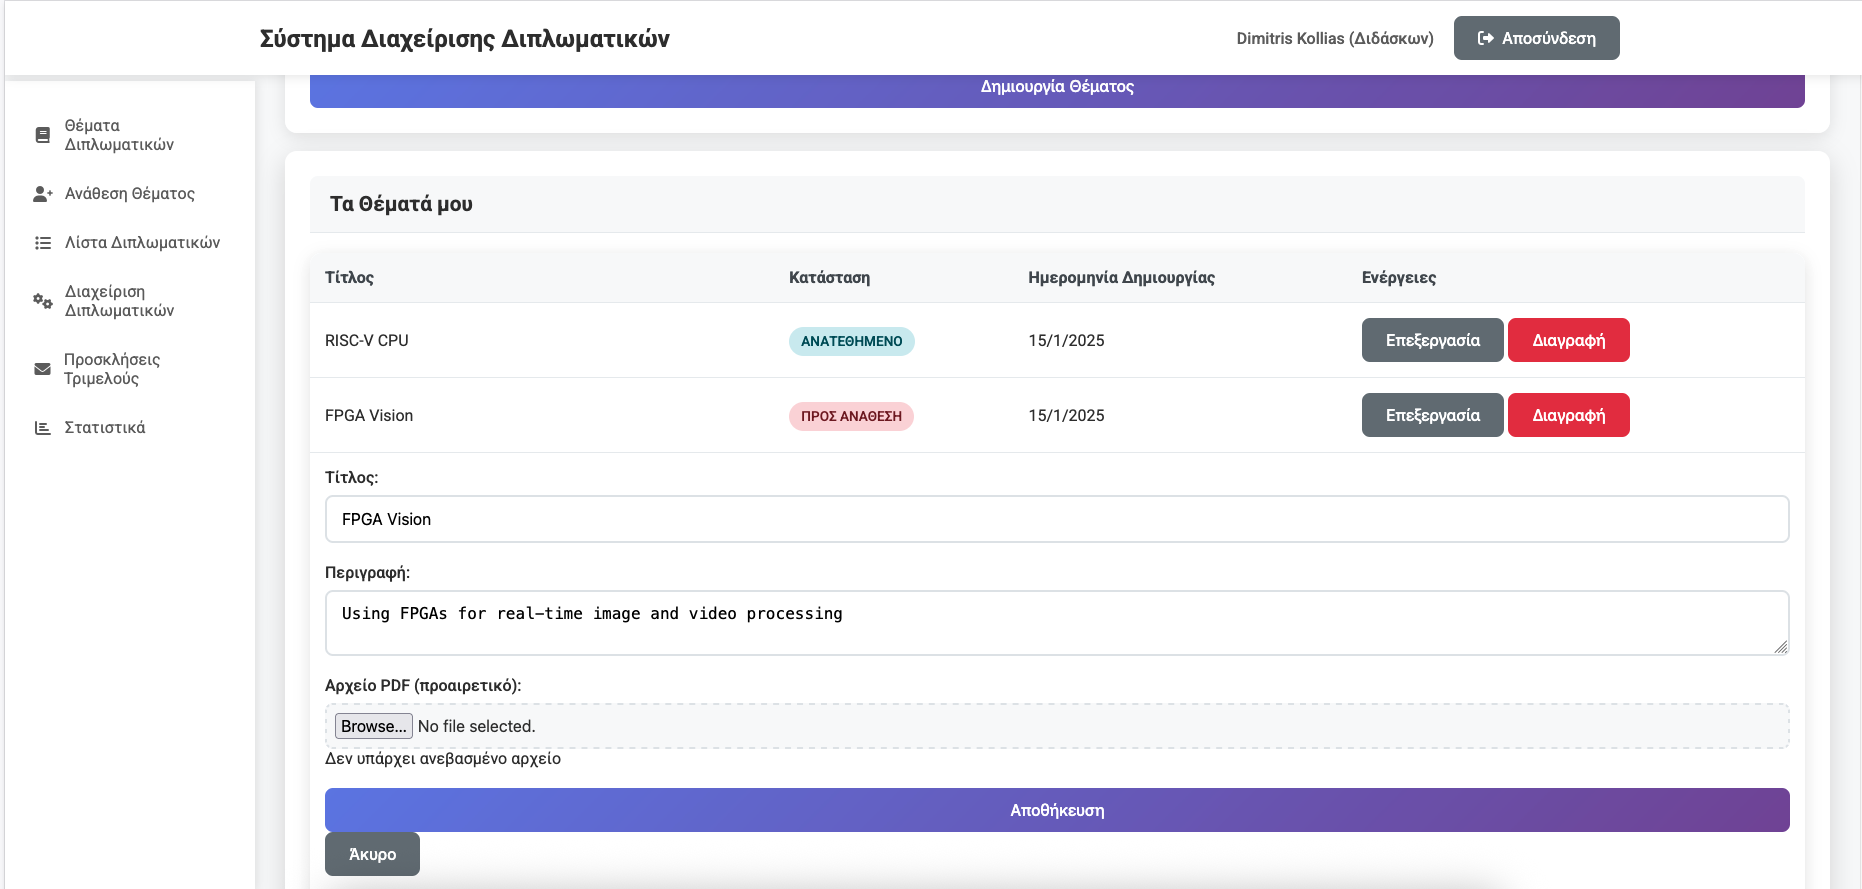 Σύστημα Διαχείρισης Διπλωματικών
Dimitris Kollias (Διδάσκων)
Αποσύνδεση
Θέματα
Διπλωματικών
Ανάθεση Θέματος
Λίστα Διπλωματικών
Διαχείριση
Διπλωματικών
Προσκλήσεις
Τριμελούς
Στατιστικά
Δημιουργία Θέματος
Τα Θέματά μου
Τίτλος Κατάσταση Ημερομηνία Δημιουργίας Ενέργειες
RISC-V CPU ΑΝΑΤΕΘΗΜΕΝΟ 15/1/2025 Επεξεργασία Διαγραφή
FPGA Vision ΠΡΟΣ ΑΝΑΘΕΣΗ 15/1/2025 Επεξεργασία Διαγραφή
Τίτλος:
FPGA Vision
Περιγραφή:
Using FPGAs for real-time image and video processing
Αρχείο PDF (προαιρετικό):
Browse... No file selected.
Δεν υπάρχει ανεβασμένο αρχείο
Αποθήκευση
Άκυρο